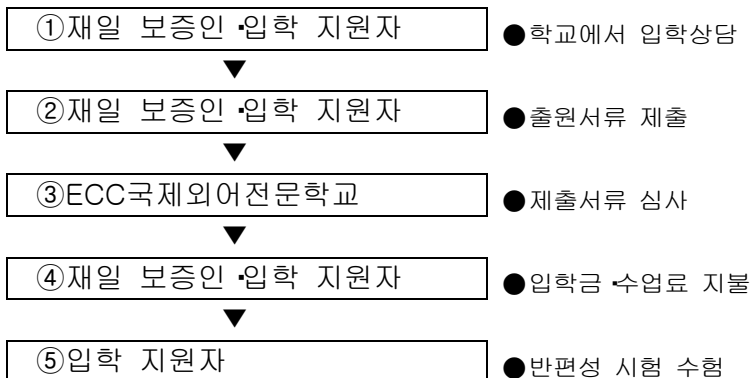 ①재일 보증인·입학 지원자 ●학교에서 입학상담
▼
②재일 보증인·입학 지원자 ●출원서류 제출
▼
③ECC국제외어전문학교 ●제출서류 심사
▼
④재일 보증인·입학 지원자 ●입학금·수업료 지불
▼
⑤입학 지원자 ●반편성 시험 수험